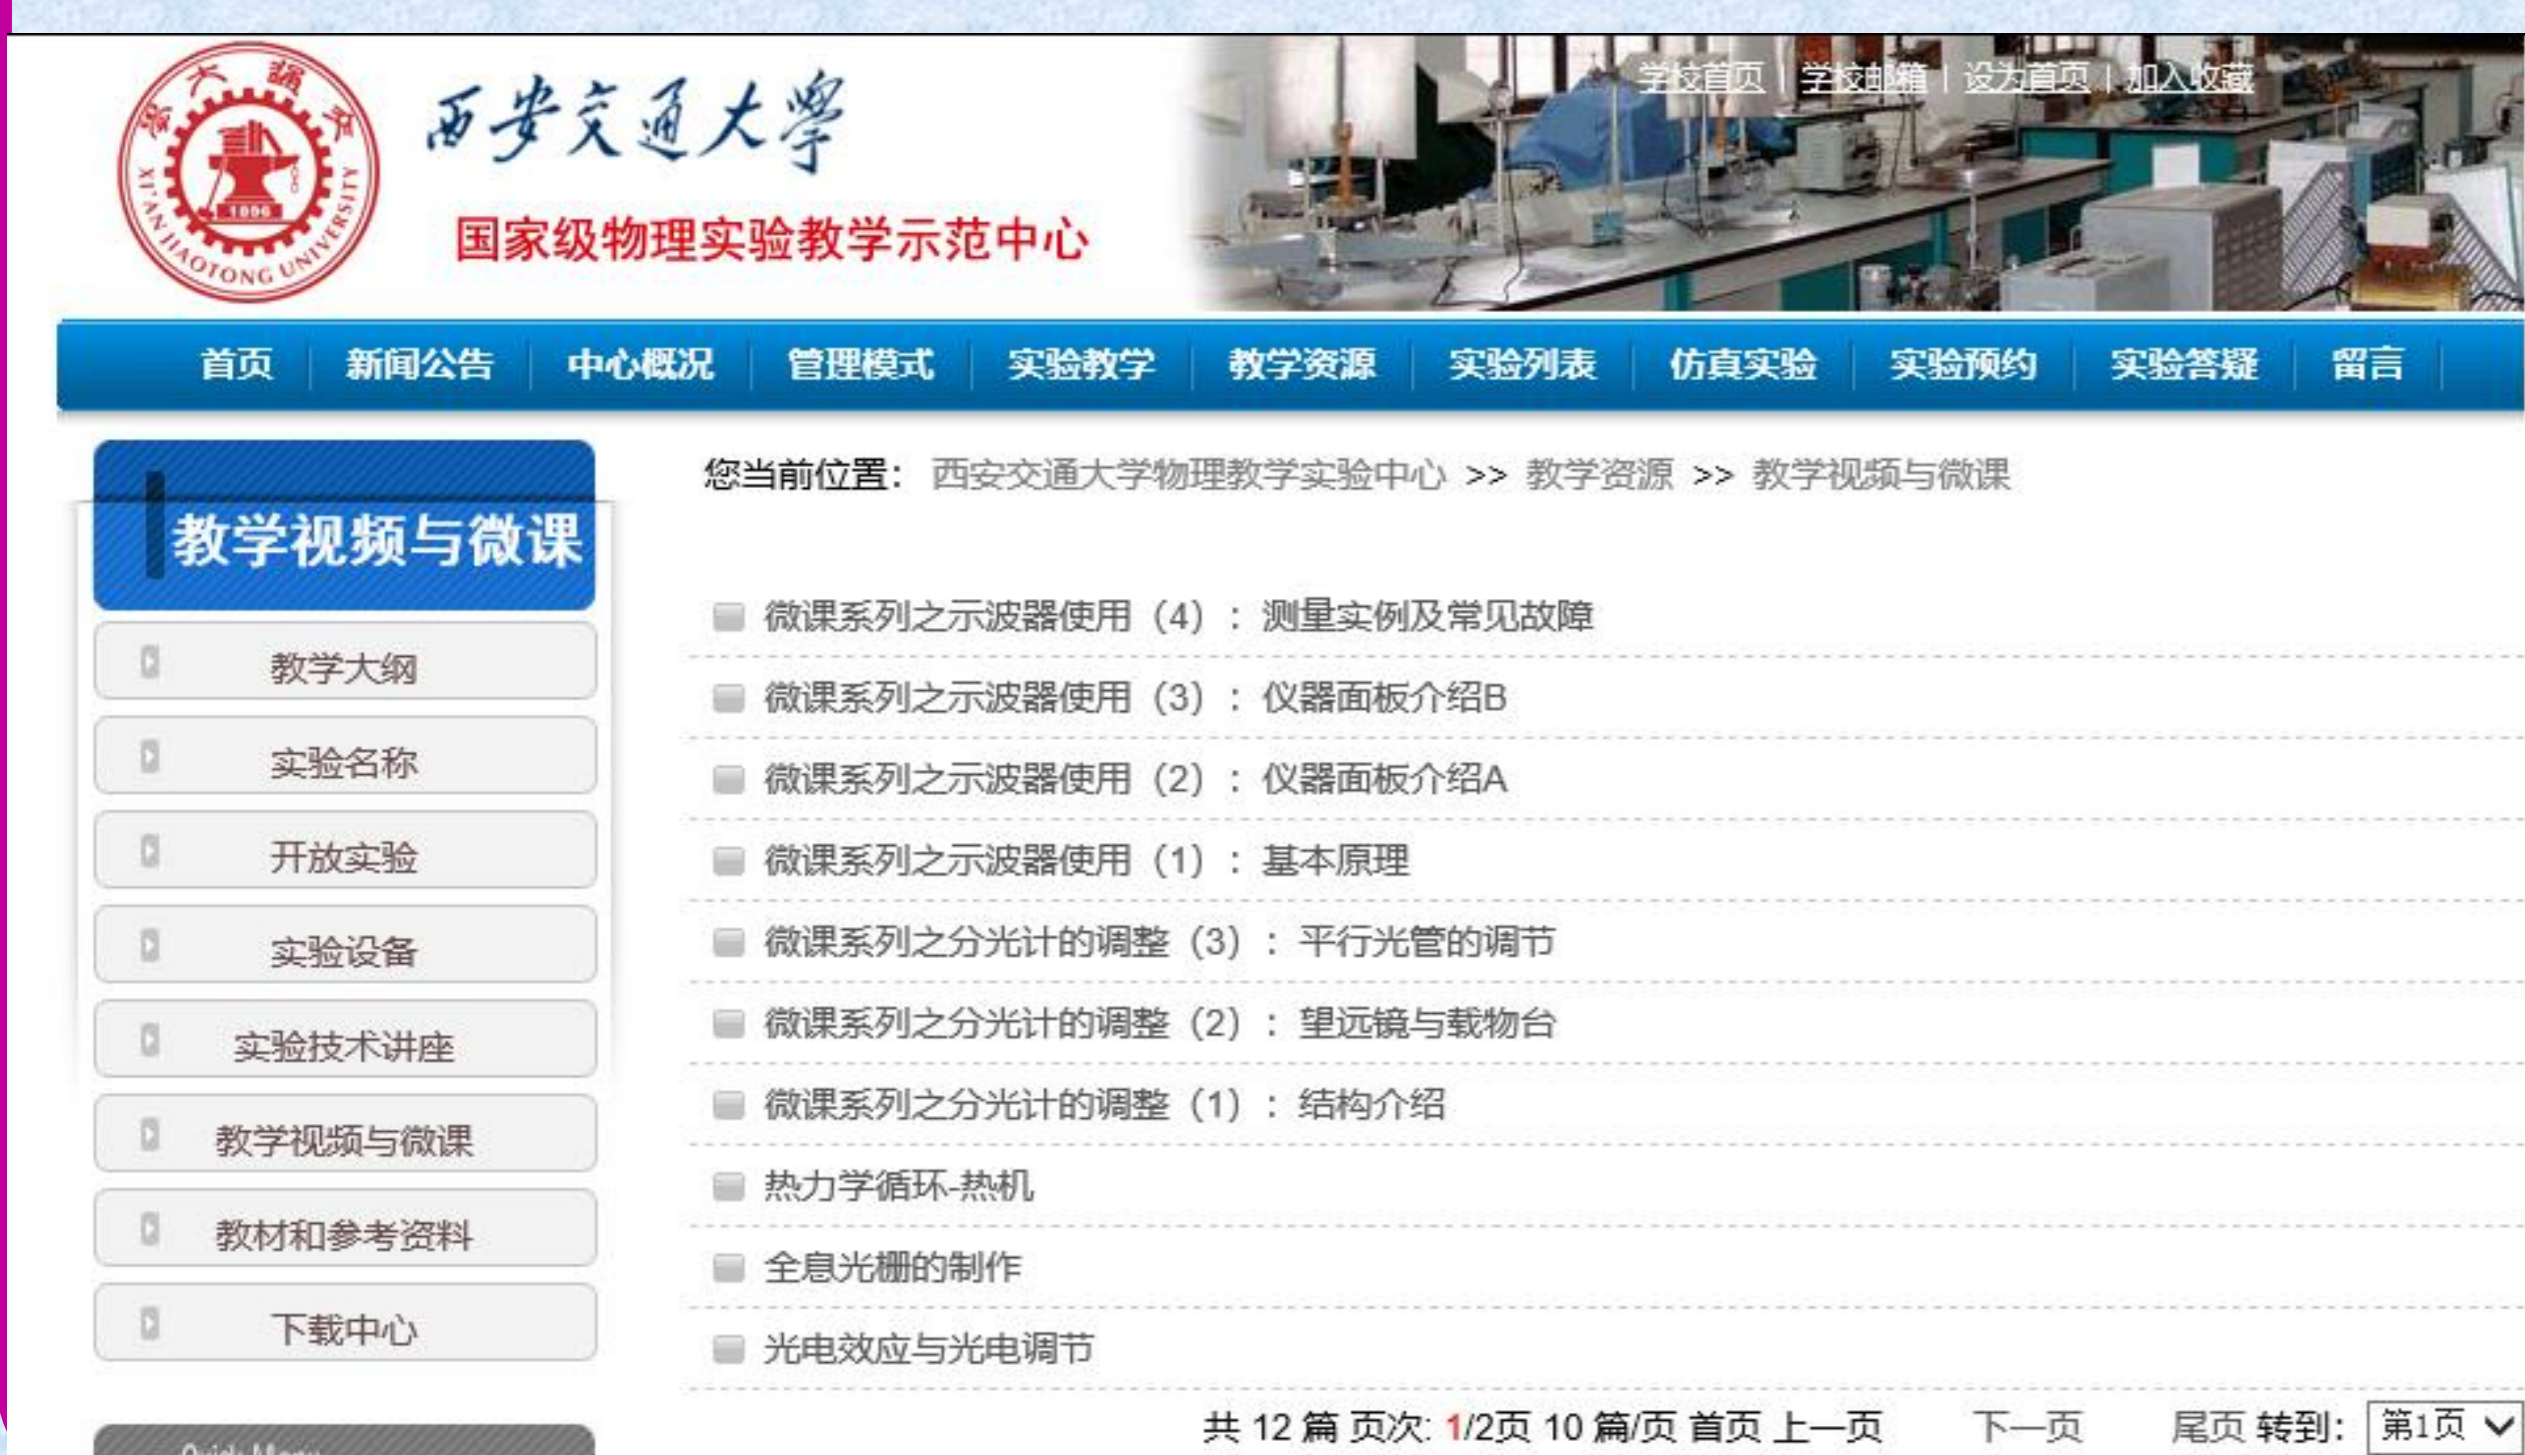 学校首页 | 学校邮箱 | 设为首页 | 加入收藏
西安交通大學
国家级物理实验教学示范中心
XI'AN JIAOTONG UNIVERSITY
1896
首页 新闻公告 中心概况 管理模式 实验教学 教学资源 实验列表 仿真实验 实验预约 实验答疑 留言
教学视频与微课
教学大纲
实验名称
开放实验
实验设备
实验技术讲座
教学视频与微课
教材和参考资料
下载中心
您当前位置： 西安交通大学物理教学实验中心 >> 教学资源 >> 教学视频与微课
微课系列之示波器使用（4）：测量实例及常见故障
微课系列之示波器使用（3）：仪器面板介绍B
微课系列之示波器使用（2）：仪器面板介绍A
微课系列之示波器使用（1）：基本原理
微课系列之分光计的调整（3）：平行光管的调节
微课系列之分光计的调整（2）：望远镜与载物台
微课系列之分光计的调整（1）：结构介绍
热力学循环-热机
全息光栅的制作
光电效应与光电调节
共 12 篇 页次: 1/2页 10 篇/页 首页 上一页 下一页 尾页 转到: 第1页